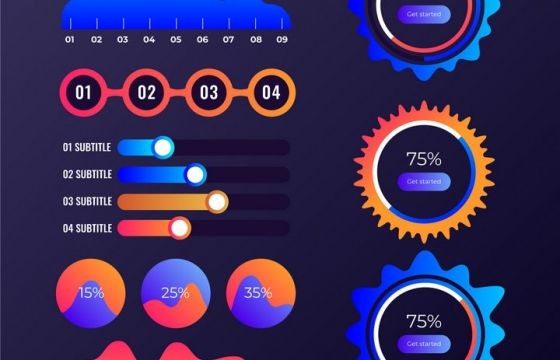 Get started
01 02 03 04 05 06 07 08 09
01 02 03 04
01 SUBTITLE
02 SUBTITLE
03 SUBTITLE
04 SUBTITLE
75%
Get started
15% 25% 35%
75%
Get started